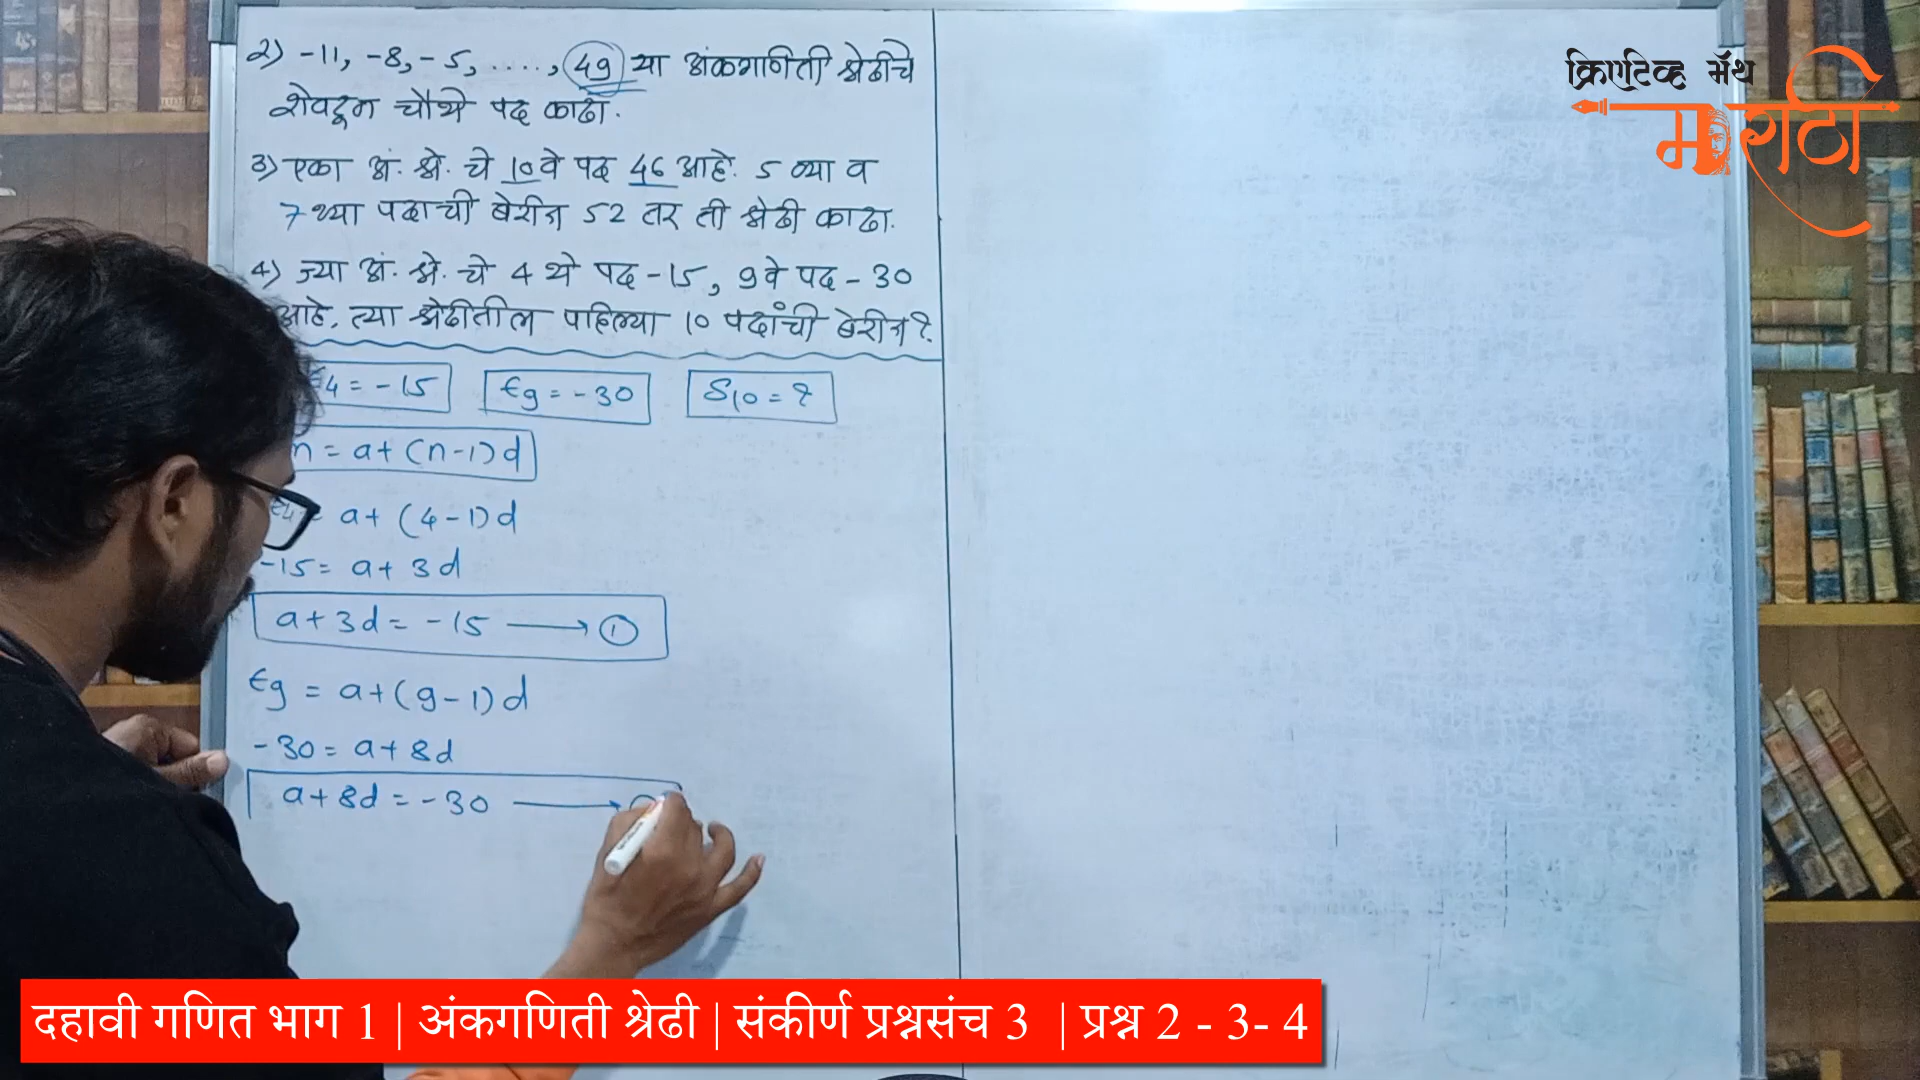 2) -11, -8, -5, ...., 49 या अंकगणिती श्रेढीचे
शेवटून चौथे पद काढा.
3) एका अं. श्रे. चे 10वे पद 46 आहे. 5 व्या व
7 व्या पदाची बेरीज 52 तर ती श्रेढी काढा.
4) ज्या अं. श्रे. चे 4 थे पद -15, 9वे पद -30
आहे. त्या श्रेढीतील पहिल्या 10 पदांची बेरीज?.
t4 = -15
t9 = -30
S10 = ?
n = a+(n-1)d
t4 = a+ (4-1)d
-15= a+ 3d
a+3d= -15 → ①
t9 = a+(9-1)d
-30= a+8d
a+8d= -30 →
क्रिएटिव्ह मॅथ
मराठी
दहावी गणित भाग 1 | अंकगणिती श्रेढी | संकीर्ण प्रश्नसंच 3 | प्रश्न 2 - 3- 4